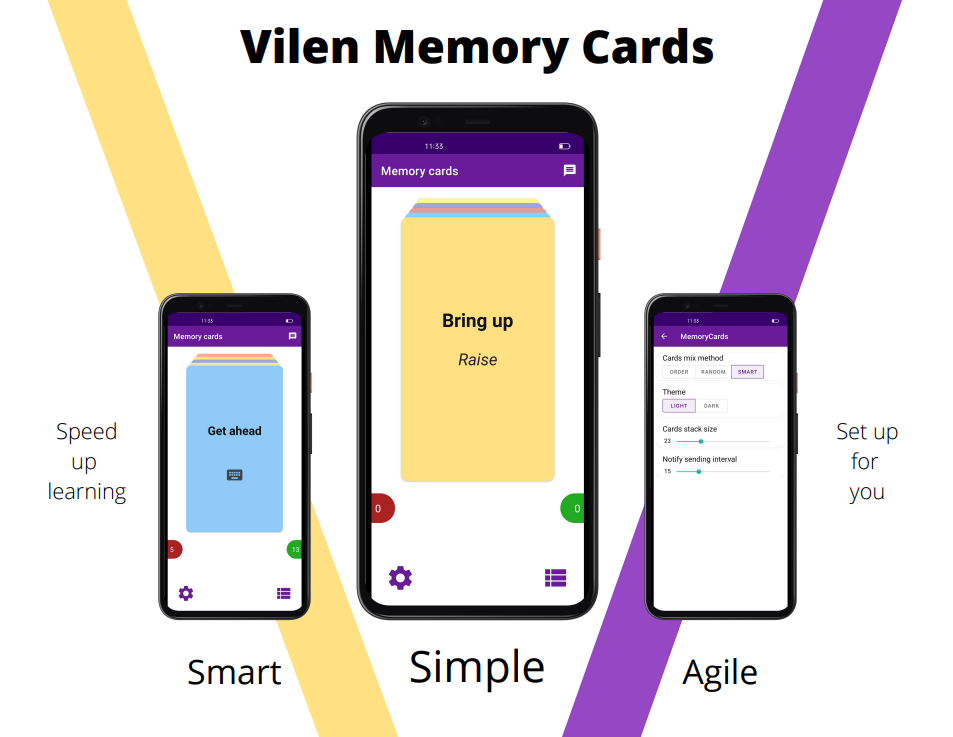 Vilen Memory Cards
11:33
Memory cards
Bring up
Raise
0
0
11:33
Memory cards
Get ahead
5
13
11:33
MemoryCards
Cards mix method
ORDER RANDOM SMART
Theme
LIGHT DARK
Cards stack size
23
Notify sending interval
15
Speed
up
learning
Set up
for
you
Smart
Simple
Agile